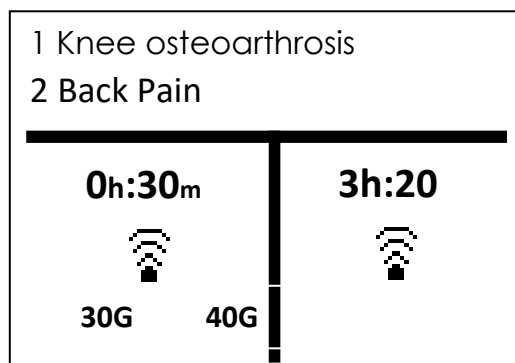 1 Knee osteoarthrosis
2 Back Pain
0h:30m
3h:20
30G
40G